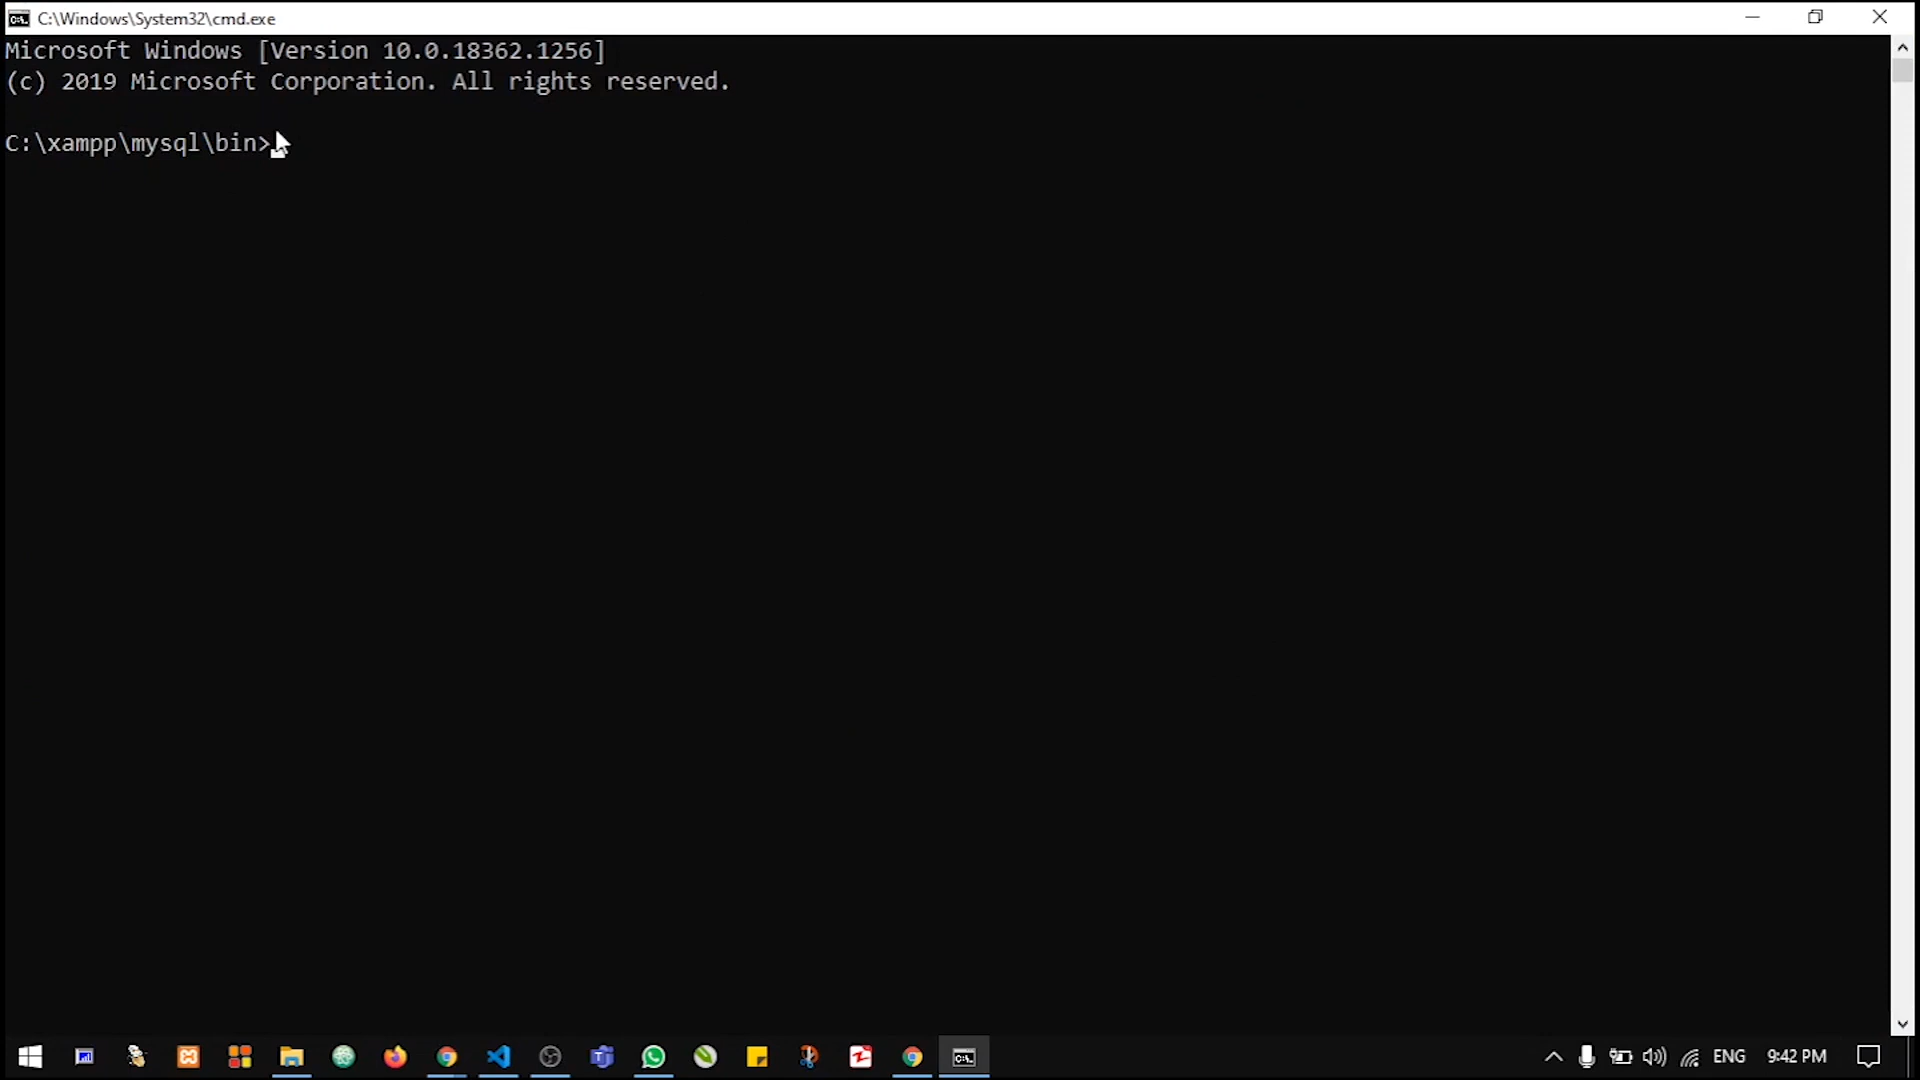 C:\Windows\System32\cmd.exe
Microsoft Windows [Version 10.0.18362.1256]
(c) 2019 Microsoft Corporation. All rights reserved.
C:\xampp\mysql\bin>
ENG
9:42 PM